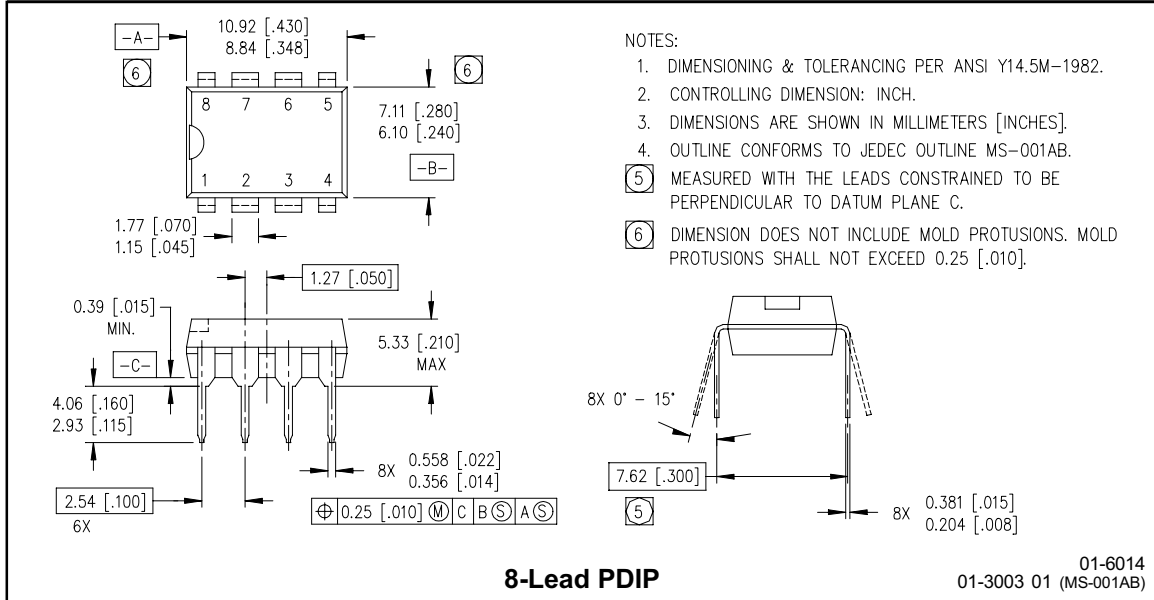 10.92 [.430]
8.84 [.348]
-A-
6
6
8 7 6 5
1 2 3 4
7.11 [.280]
6.10 [.240]
-B-
1.77 [.070]
1.15 [.045]
NOTES:
1. DIMENSIONING & TOLERANCING PER ANSI Y14.5M-1982.
2. CONTROLLING DIMENSION: INCH.
3. DIMENSIONS ARE SHOWN IN MILLIMETERS [INCHES].
4. OUTLINE CONFORMS TO JEDEC OUTLINE MS-001AB.
5 MEASURED WITH THE LEADS CONSTRAINED TO BE
PERPENDICULAR TO DATUM PLANE C.
6 DIMENSION DOES NOT INCLUDE MOLD PROTUSIONS. MOLD
PROTUSIONS SHALL NOT EXCEED 0.25 [.010].
1.27 [.050]
0.39 [.015]
MIN.
-C-
5.33 [.210]
MAX
4.06 [.160]
2.93 [.115]
2.54 [.100]
6X
8X 0.558 [.022]
0.356 [.014]
⌖ 0.25 [.010] Ⓜ C B Ⓢ A Ⓢ
8X 0° - 15°
7.62 [.300]
5
8X 0.381 [.015]
0.204 [.008]
8-Lead PDIP
01-6014
01-3003 01 (MS-001AB)